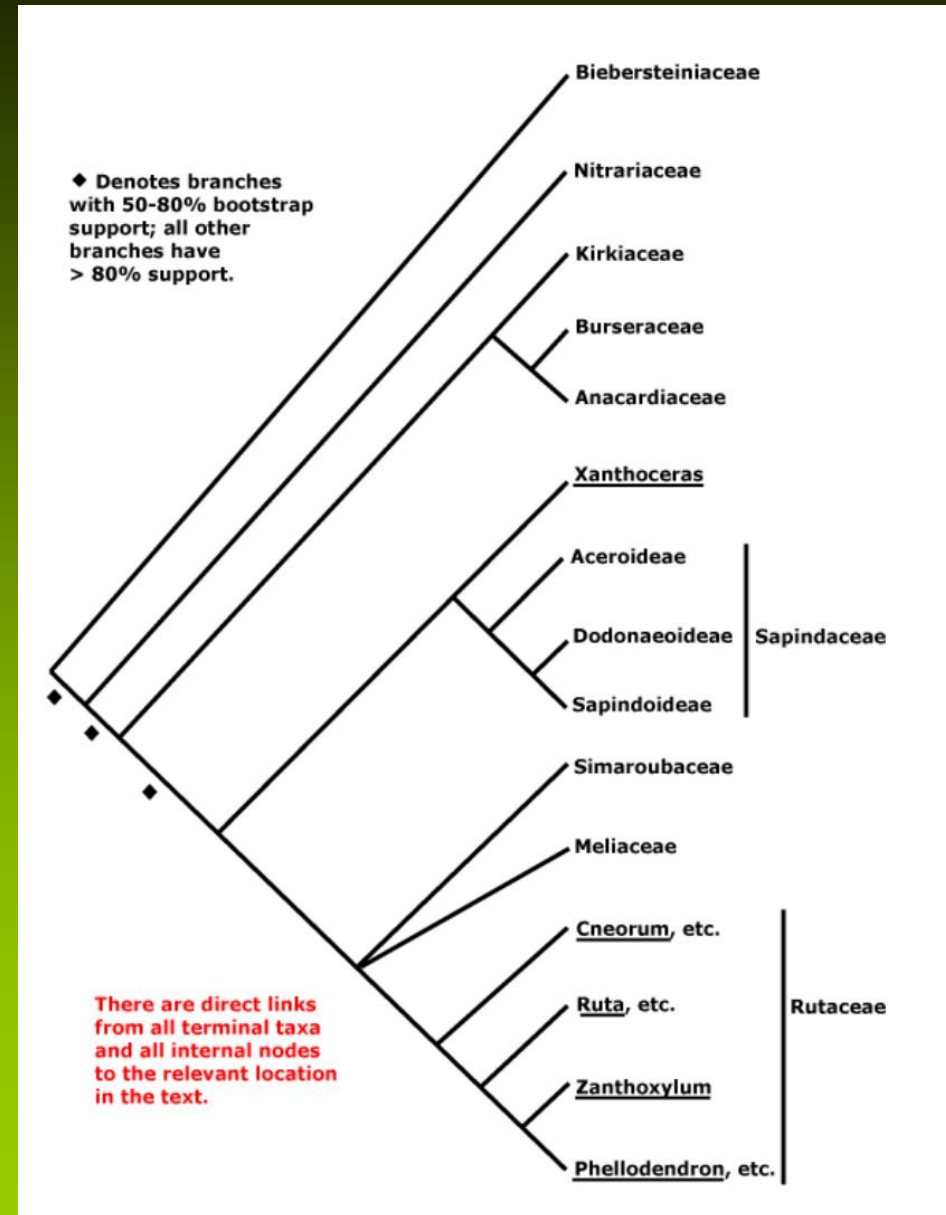 Biebersteiniaceae
Nitrariaceae
◆ Denotes branches
with 50-80% bootstrap
support; all other
branches have
> 80% support.
Kirkiaceae
Burseraceae
Anacardiaceae
Xanthoceras
Aceroideae
Dodonaeoideae
Sapindaceae
Sapindoideae
Simaroubaceae
Meliaceae
Cneorum, etc.
Ruta, etc.
Rutaceae
Zanthoxylum
Phellodendron, etc.
There are direct links
from all terminal taxa
and all internal nodes
to the relevant location
in the text.